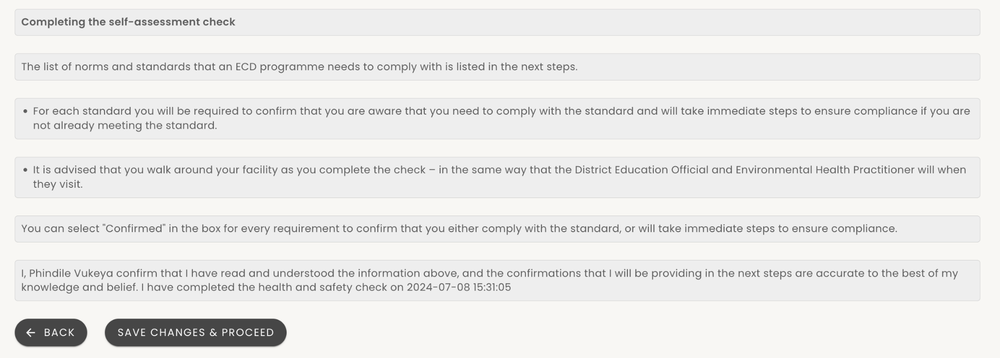 Completing the self-assessment check
The list of norms and standards that an ECD programme needs to comply with is listed in the next steps.
• For each standard you will be required to confirm that you are aware that you need to comply with the standard and will take immediate steps to ensure compliance if you are
not already meeting the standard.
• It is advised that you walk around your facility as you complete the check – in the same way that the District Education Official and Environmental Health Practitioner will when
they visit.
You can select "Confirmed" in the box for every requirement to confirm that you either comply with the standard, or will take immediate steps to ensure compliance.
I, Phindile Vukeya confirm that I have read and understood the information above, and the confirmations that I will be providing in the next steps are accurate to the best of my
knowledge and belief. I have completed the health and safety check on 2024-07-08 15:31:05
← BACK SAVE CHANGES & PROCEED